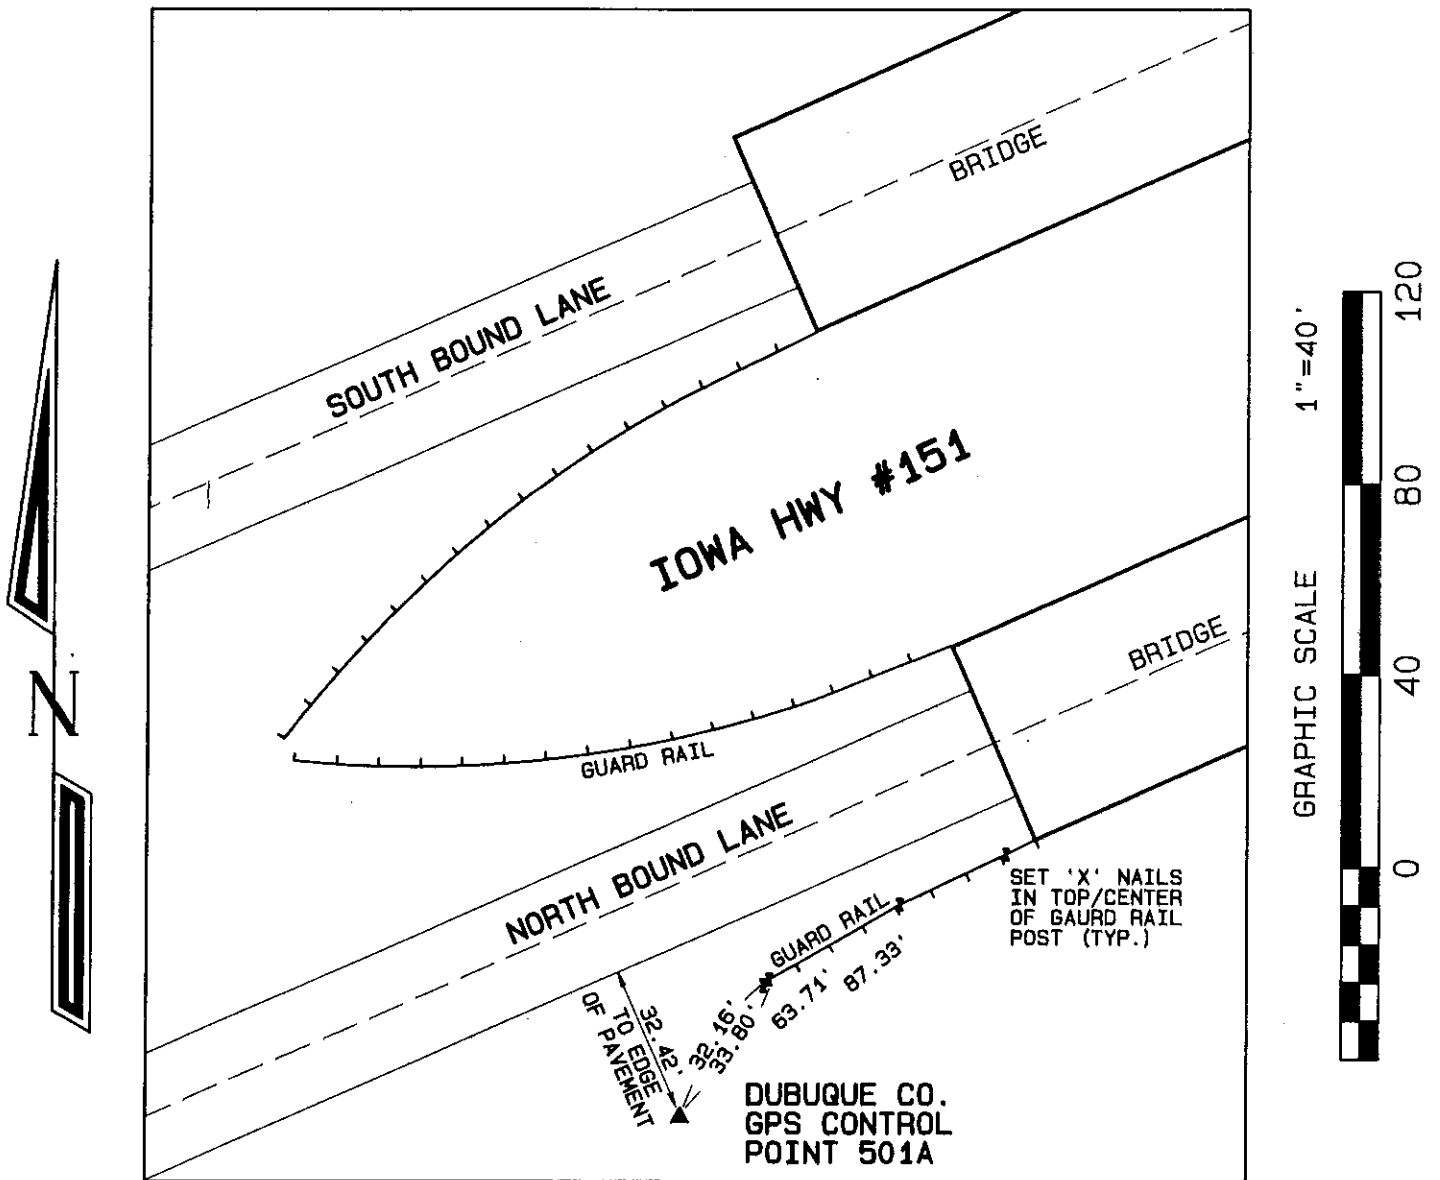 BRIDGE
SOUTH BOUND LANE
IOWA HWY #151
BRIDGE
GUARD RAIL
NORTH BOUND LANE
GUARD RAIL
SET 'X' NAILS
IN TOP/CENTER
OF GAURD RAIL
POST (TYP.)
32.16'
33.80'
63.71'
87.33'
32.42'
TO EDGE
OF PAVEMENT
DUBUQUE CO.
GPS CONTROL
POINT 501A
N
GRAPHIC SCALE 1"=40'
0 40 80 120